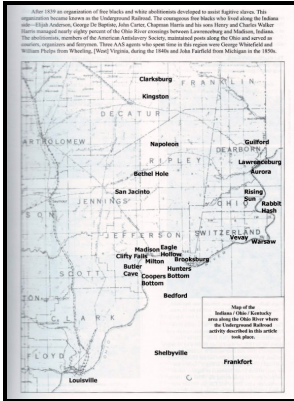 After 1839 an organization of free blacks and white abolitionists developed to assist fugitive slaves. This
organization became known as the Underground Railroad. The courageous free blacks who lived along the Indiana
side—Elijah Anderson, George De Baptiste, John Carter, Chapman Harris and his sons Henry and Charles Walker
Harris managed nearly eighty percent of the Ohio River crossings between Lawrenceburg and Madison, Indiana.
The abolitionists, members of the American Antislavery Society, maintained posts along the Ohio and served as
couriers, organizers and ferrymen. Three AAS agents who spent time in this region were George Whitefield and
William Phelps from Wheeling, [West] Virginia, during the 1840s and John Fairfield from Michigan in the 1850s.
Clarksburg
FRANKLIN
Kingston
DECATUR
BARTHOLOMEW
Napoleon
Guilford
DEARBORN
RIPLEY
Lawrenceburg
Aurora
Bethel Hole
San Jacinto
JENNINGS
Rising
Sun
OHIO
Rabbit
Hash
SWITZERLAND
JEFFERSON
Vevay
Warsaw
Madison
Eagle
Hollow
Clifty Falls
Milton
Brooksburg
Butler
Cave
Hunters
Bottom
Coopers
Bottom
SCOTT
Bedford
CLARK
Map of the
Indiana / Ohio / Kentucky
area along the Ohio River where
the Underground Railroad
activity described in this article
took place.
FLOYD
Shelbyville
Frankfort
Louisville